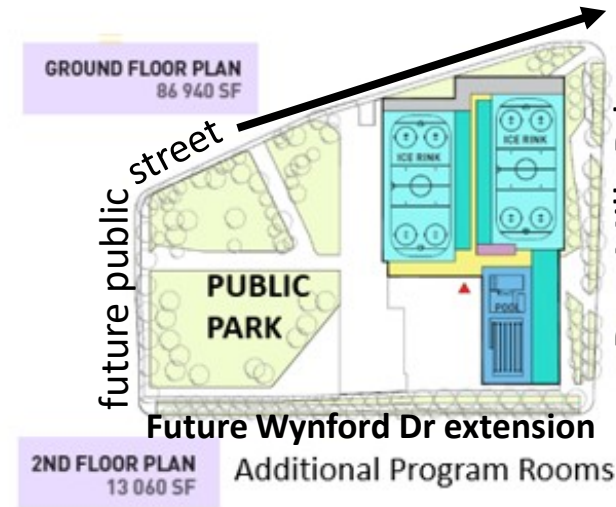 GROUND FLOOR PLAN
86 940 SF
future public street
ICE RINK
ICE RINK
PUBLIC
PARK
POOL
Future Wynford Dr extension
2ND FLOOR PLAN
13 060 SF
Additional Program Rooms